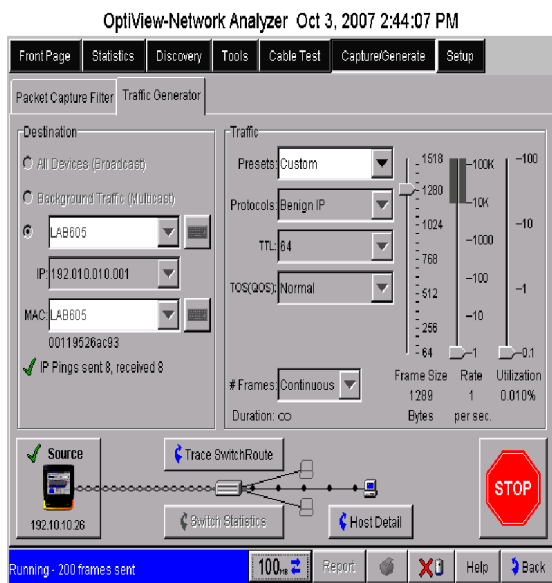 OptiView-Network Analyzer Oct 3, 2007 2:44:07 PM
Front Page Statistics Discovery Tools Cable Test Capture/Generate Setup
Packet Capture Filter Traffic Generator
Destination
All Devices (Broadcast)
Background Traffic (Multicast)
LAB605
IP: 192.010.010.001
MAC: LAB605
00119526ac93
IP Pings sent 8, received 8
Traffic
Presets: Custom
Protocols: Benign IP
TTL: 64
TOS(QOS): Normal
# Frames: Continuous
Duration: ∞
1518
1280
1024
768
512
256
64
Frame Size
1289
Bytes
100K
10K
1000
100
10
1
Rate
1
per sec.
100
10
1
0.1
Utilization
0.010%
Source
192.10.10.26
Trace SwitchRoute
Switch Statistics
Host Detail
STOP
Running - 200 frames sent
100MB Report Help Back